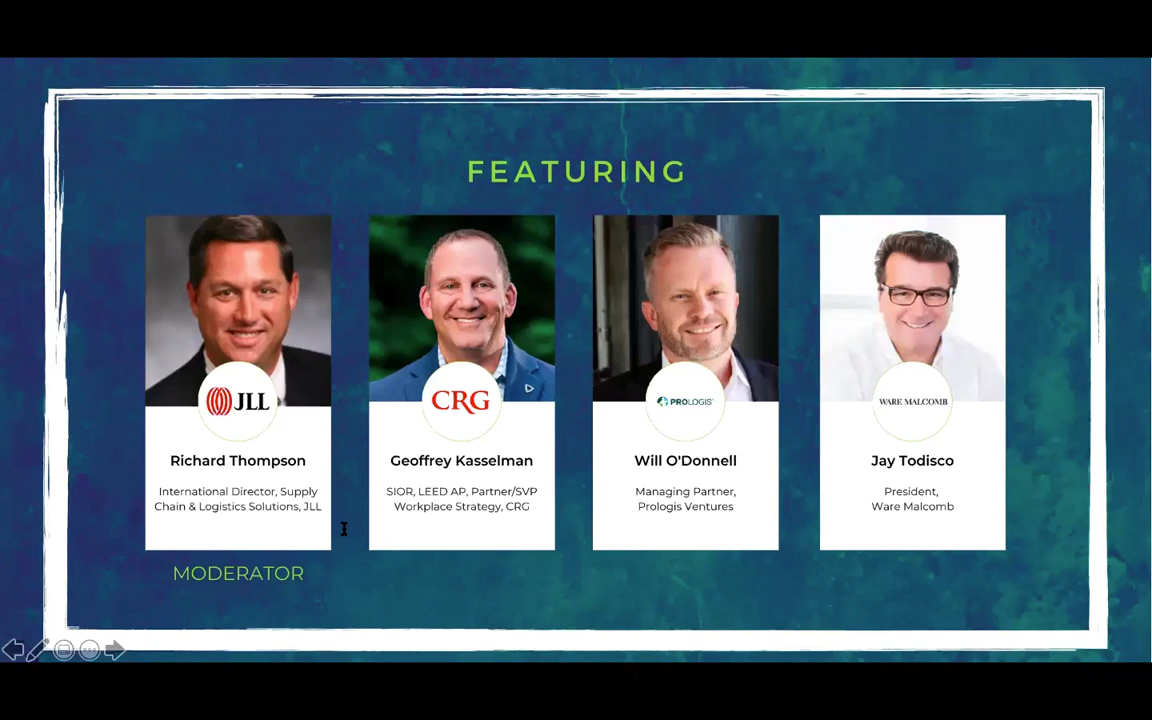 FEATURING
JLL
Richard Thompson
International Director, Supply
Chain & Logistics Solutions, JLL
MODERATOR
CRG
Geoffrey Kasselman
SIOR, LEED AP, Partner/SVP
Workplace Strategy, CRG
PROLOGIS
Will O'Donnell
Managing Partner,
Prologis Ventures
WARE MALCOMB
Jay Todisco
President,
Ware Malcomb